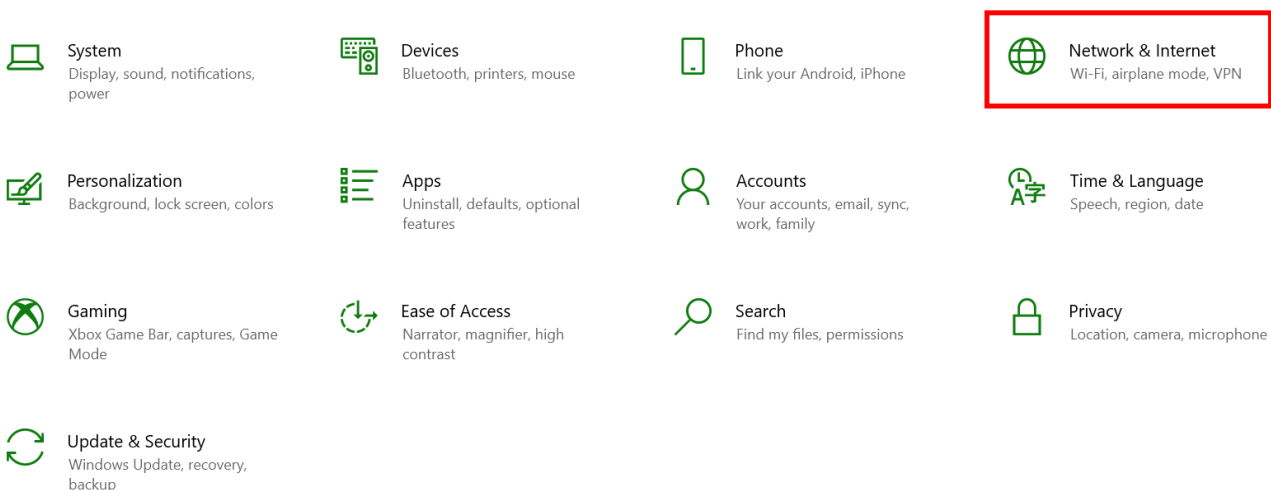 System
Display, sound, notifications,
power
Devices
Bluetooth, printers, mouse
Phone
Link your Android, iPhone
Network & Internet
Wi-Fi, airplane mode, VPN
Personalization
Background, lock screen, colors
Apps
Uninstall, defaults, optional
features
Accounts
Your accounts, email, sync,
work, family
Time & Language
Speech, region, date
Gaming
Xbox Game Bar, captures, Game
Mode
Ease of Access
Narrator, magnifier, high
contrast
Search
Find my files, permissions
Privacy
Location, camera, microphone
Update & Security
Windows Update, recovery,
backup